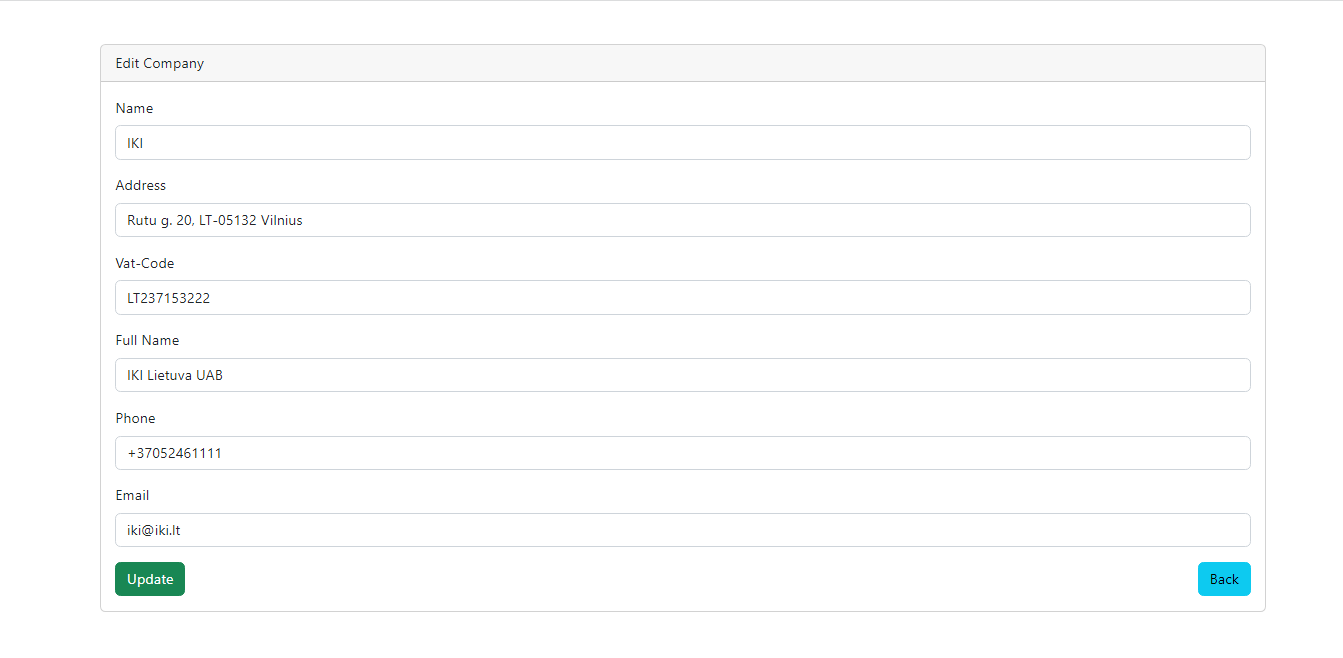 Edit Company
Name
IKI
Address
Rutu g. 20, LT-05132 Vilnius
Vat-Code
LT237153222
Full Name
IKI Lietuva UAB
Phone
+37052461111
Email
iki@iki.lt
Update Back